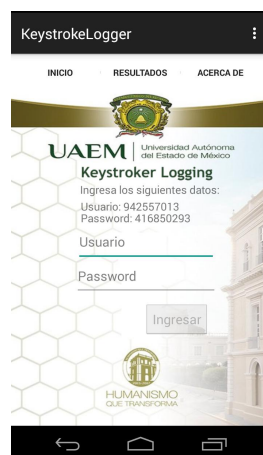 KeystrokeLogger
INICIO RESULTADOS ACERCA DE
UAEM Universidad Autónoma
del Estado de México
Keystroker Logging
Ingresa los siguientes datos:
Usuario: 942557013
Password: 416850293
Usuario
Password
Ingresar
HUMANISMO
QUE TRANSFORMA